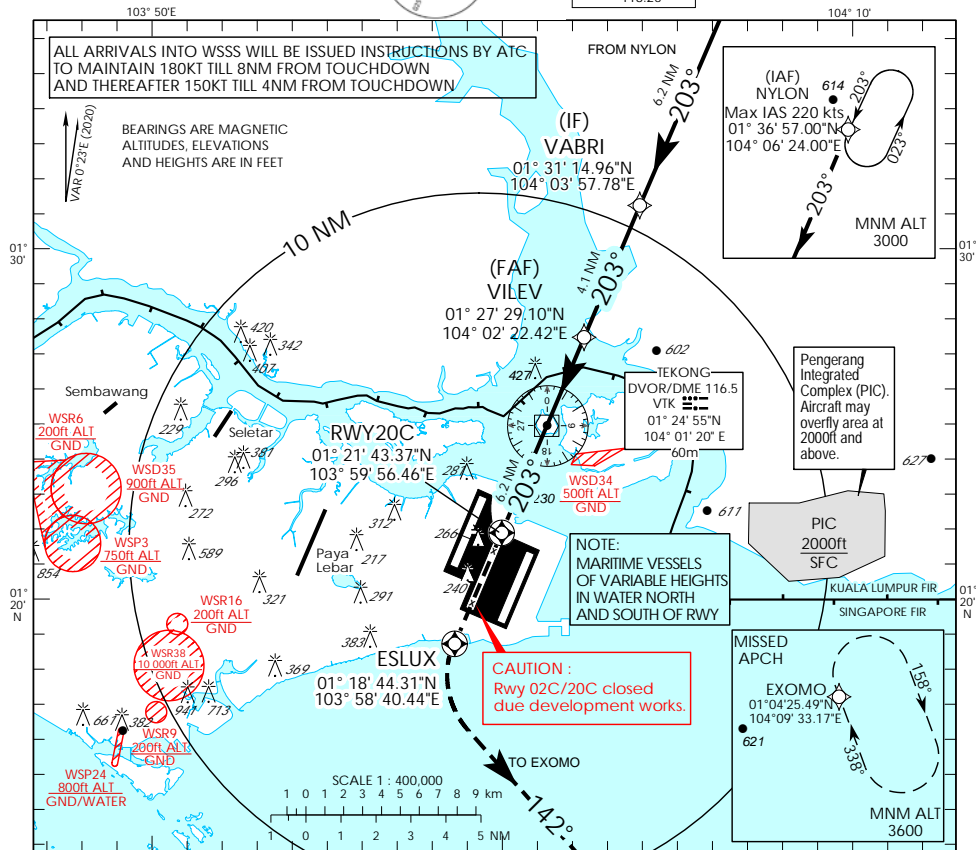 103° 50'E
104° 10'
ALL ARRIVALS INTO WSSS WILL BE ISSUED INSTRUCTIONS BY ATC
TO MAINTAIN 180KT TILL 8NM FROM TOUCHDOWN
AND THEREAFTER 150KT TILL 4NM FROM TOUCHDOWN
VAR 0°23'E (2020)
BEARINGS ARE MAGNETIC
ALTITUDES, ELEVATIONS
AND HEIGHTS ARE IN FEET
FROM NYLON
6.2 NM
203°
(IAF)
NYLON
Max IAS 220 kts
01° 36' 57.00"N
104° 06' 24.00"E
614
203°
023°
203°
MNM ALT
3000
(IF)
VABRI
01° 31' 14.96"N
104° 03' 57.78"E
10 NM
01°
30'
01°
30'
4.1 NM
203°
(FAF)
VILEV
01° 27' 29.10"N
104° 02' 22.42"E
420
342
407
427
602
TEKONG
DVOR/DME 116.5
VTK
01° 24' 55"N
104° 01' 20" E
60m
0
9
18
27
Pengerang
Integrated
Complex (PIC).
Aircraft may
overfly area at
2000ft and
above.
Sembawang
WSR6
200ft ALT
GND
229
Seletar
381
296
WSD35
900ft ALT
GND
272
RWY20C
01° 21' 43.37"N
103° 59' 56.46"E
287
6.2 NM
203°
230
WSD34
500ft ALT
GND
627
611
PIC
2000ft
SFC
WSP3
750ft ALT
GND
854
589
312
217
Paya
Lebar
266
NOTE:
MARITIME VESSELS
OF VARIABLE HEIGHTS
IN WATER NORTH
AND SOUTH OF RWY
KUALA LUMPUR FIR
SINGAPORE FIR
01°
20'
N
01°
20'
N
321
291
240
WSR16
200ft ALT
GND
383
WSR38
10 000ft ALT
GND
369
ESLUX
01° 18' 44.31"N
103° 58' 40.44"E
CAUTION :
Rwy 02C/20C closed
due development works.
MISSED
APCH
EXOMO
01°04'25.49"N
104°09' 33.17"E
158°
338°
621
MNM ALT
3600
661
382
941
713
WSR9
200ft ALT
GND
WSP24
800ft ALT
GND/WATER
TO EXOMO
142°
SCALE 1 : 400,000
1 0 1 2 3 4 5 6 7 8 9 km
1 0 5 NM